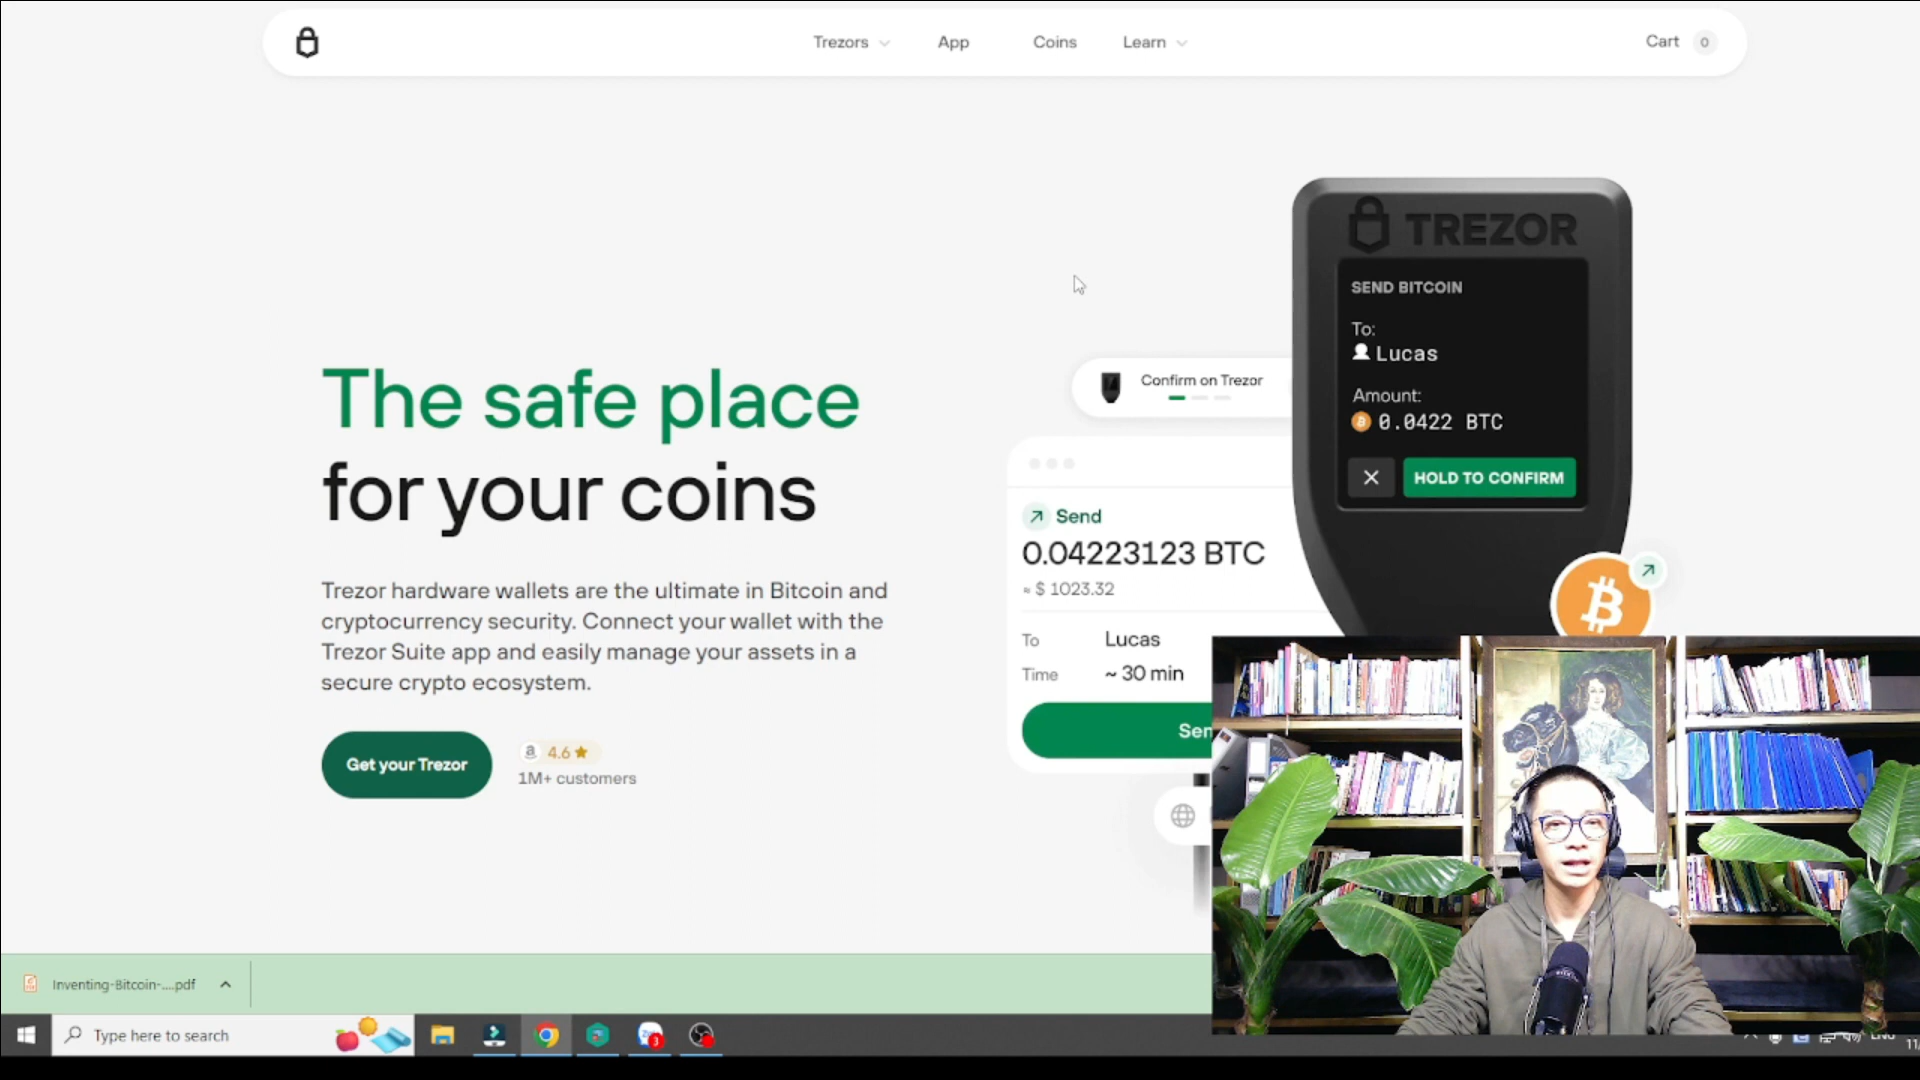 Trezors
App
Coins
Learn
Cart
0
TREZOR
SEND BITCOIN
To:
Lucas
Amount:
0.0422 BTC
HOLD TO CONFIRM
Confirm on Trezor
The safe place
for your coins
Trezor hardware wallets are the ultimate in Bitcoin and
cryptocurrency security. Connect your wallet with the
Trezor Suite app and easily manage your assets in a
secure crypto ecosystem.
Get your Trezor
a 4.6
1M+ customers
Send
0.04223123 BTC
≈ $ 1023.32
To Lucas
Time ~ 30 min
Sen
Inventing-Bitcoin-....pdf
Type here to search
3
ENG
11/